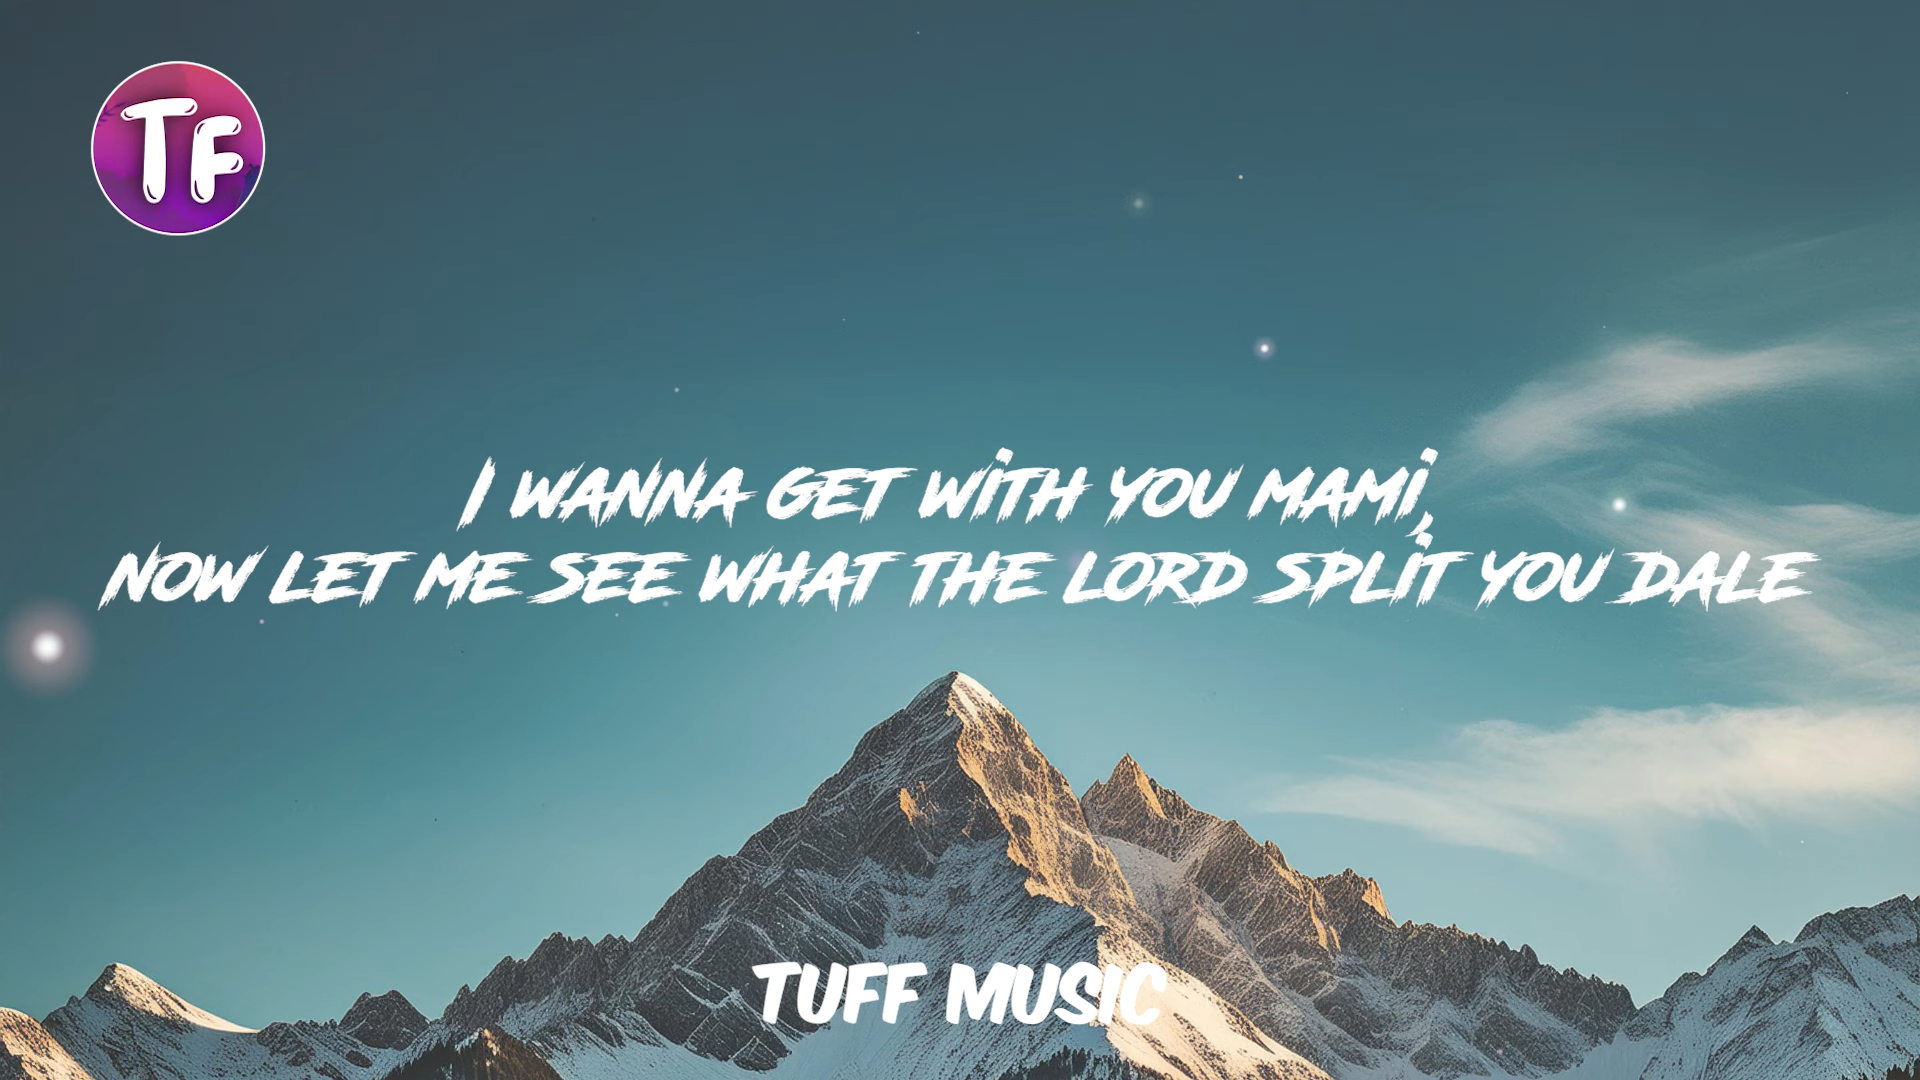 TF
I WANNA GET WITH YOU MAMI,
NOW LET ME SEE WHAT THE LORD SPLIT YOU DALE
TUFF MUSIC